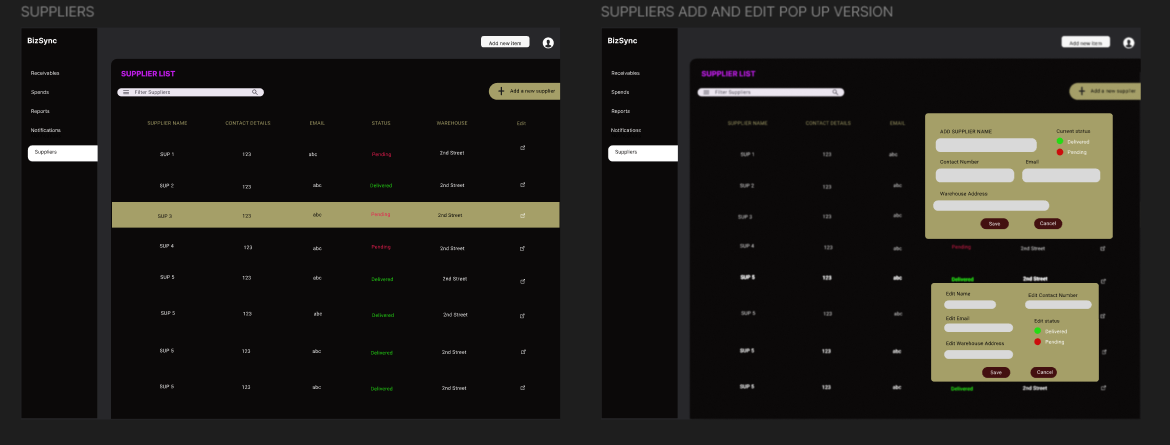 SUPPLIERS
BizSync
Add new item
Receivables
Spends
Reports
Notifications
Suppliers
SUPPLIER LIST
Filter Suppliers
Add a new supplier
SUPPLIER NAME CONTACT DETAILS EMAIL STATUS WAREHOUSE Edit
SUP 1 123 abc Pending 2nd Street
SUP 2 123 abc Delivered 2nd Street
SUP 3 123 abc Pending 2nd Street
SUP 4 123 abc Pending 2nd Street
SUP 5 123 abc Delivered 2nd Street
SUP 5 123 abc Delivered 2nd Street
SUP 5 123 abc Delivered 2nd Street
SUP 5 123 abc Delivered 2nd Street
SUPPLIERS ADD AND EDIT POP UP VERSION
BizSync
Add new item
Receivables
Spends
Reports
Notifications
Suppliers
SUPPLIER LIST
Filter Suppliers
Add a new supplier
SUPPLIER NAME CONTACT DETAILS EMAIL
SUP 1 123 abc
SUP 2 123 abc
SUP 3 123 abc
SUP 4 123 abc Pending 2nd Street
SUP 5 123 abc Delivered 2nd Street
SUP 5 123 abc
SUP 5 123 abc
SUP 5 123 abc Delivered 2nd Street
ADD SUPPLIER NAME
Current status
Delivered
Pending
Contact Number
Email
Warehouse Address
Save
Cancel
Edit Name
Edit Contact Number
Edit Email
Edit status
Delivered
Pending
Edit Warehouse Address
Save
Cancel